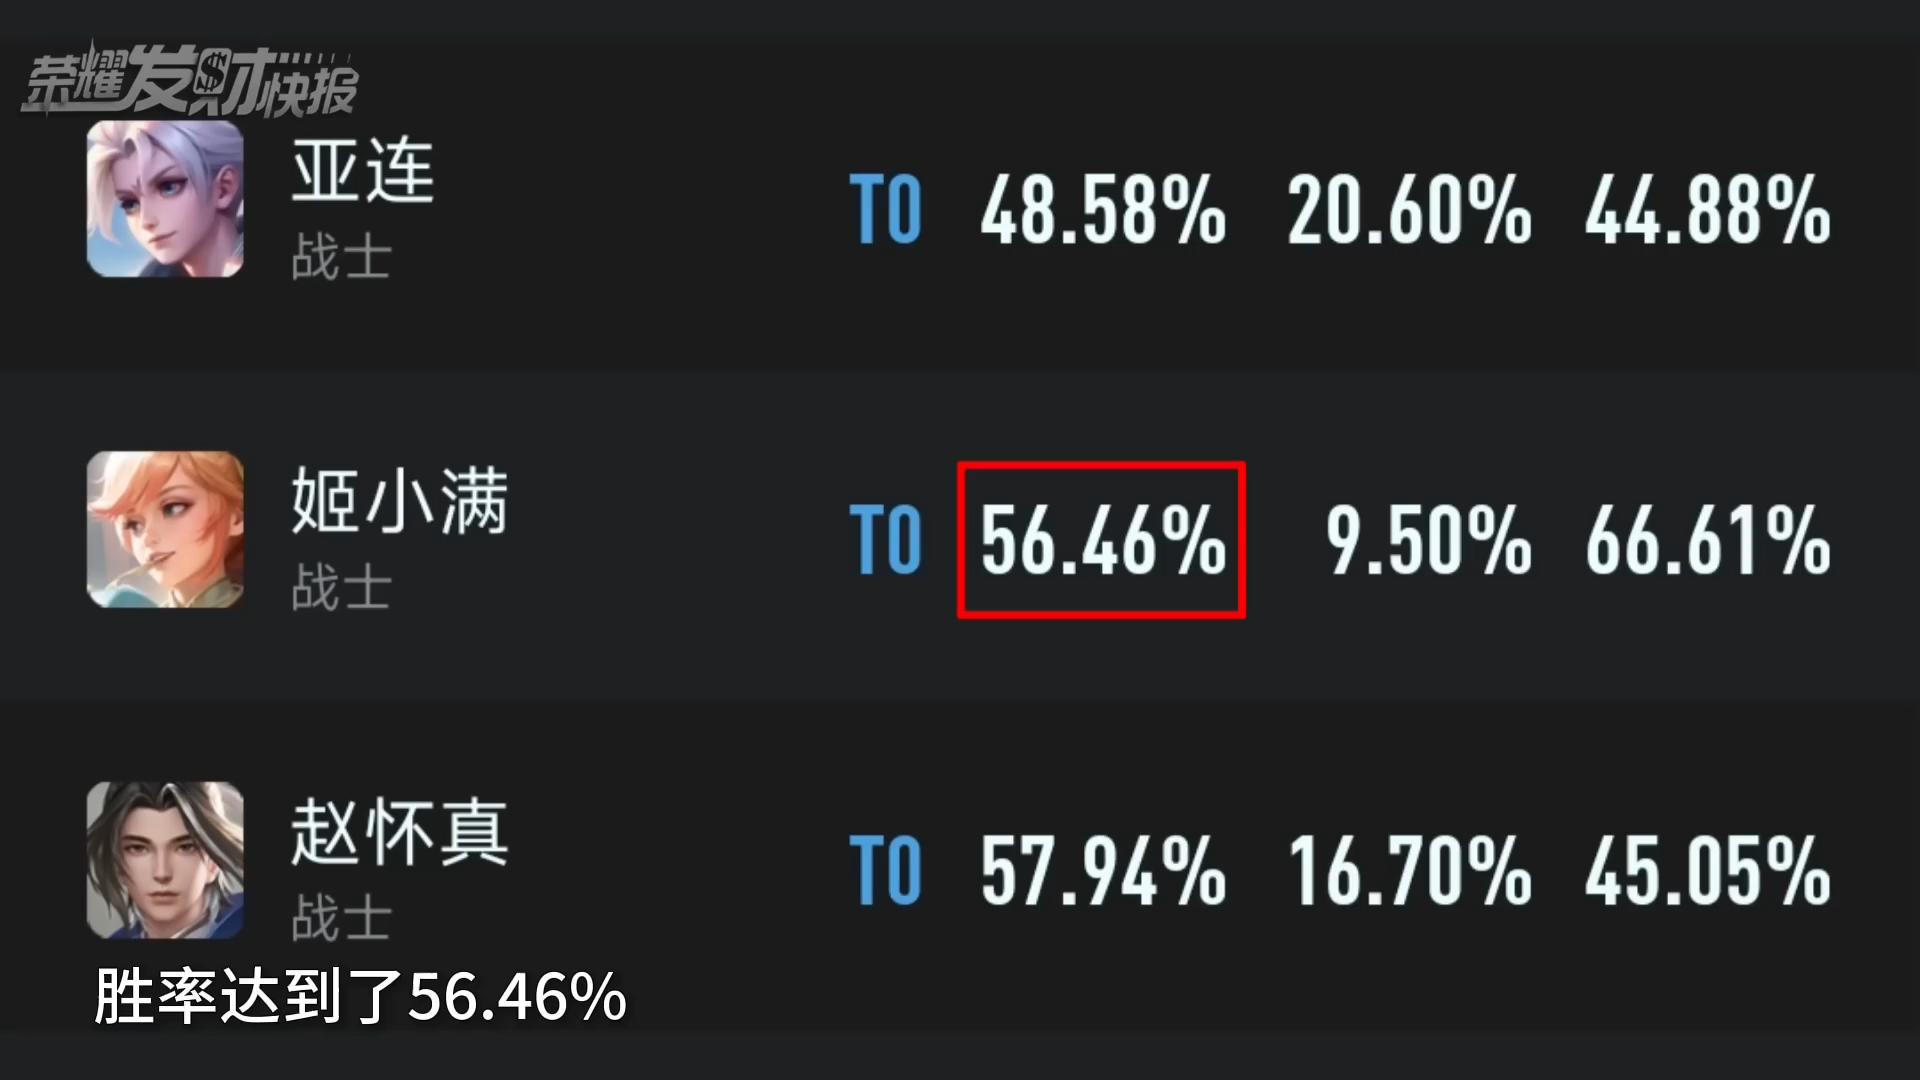 荣耀发财快报
亚连
战士
T0 48.58% 20.60% 44.88%
姬小满
战士
T0 56.46% 9.50% 66.61%
赵怀真
战士
T0 57.94% 16.70% 45.05%
胜率达到了56.46%